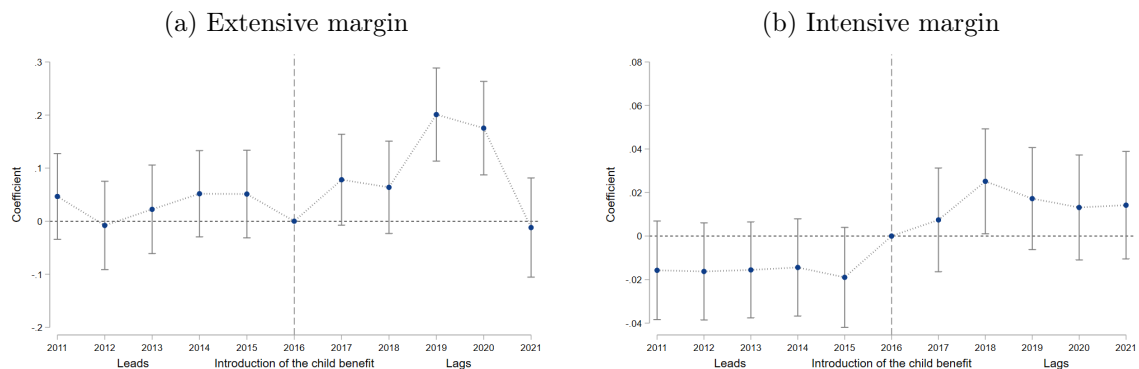 (a) Extensive margin
.3
.2
.1
0
-.1
-.2
Coefficient
2011 2012 2013 2014 2015 2016 2017 2018 2019 2020 2021
Leads Introduction of the child benefit Lags
(b) Intensive margin
.08
.06
.04
.02
0
-.02
-.04
Coefficient
2011 2012 2013 2014 2015 2016 2017 2018 2019 2020 2021
Leads Introduction of the child benefit Lags